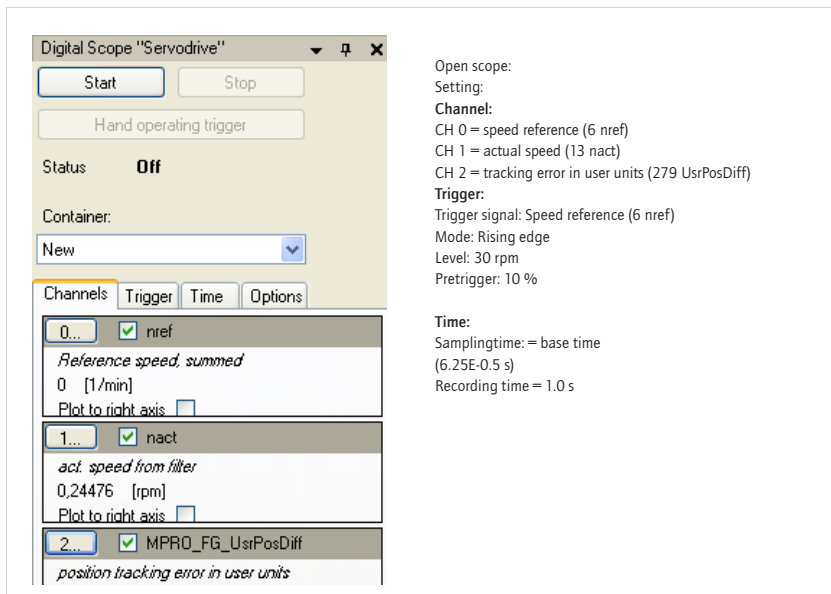 Digital Scope "Servodrive"
Start Stop
Hand operating trigger
Status Off
Container:
New
Channels Trigger Time Options
0... nref
Reference speed, summed
0 [1/min]
Plot to right axis
1... nact
act. speed from filter
0,24476 [rpm]
Plot to right axis
2... MPRO_FG_UsrPosDiff
position tracking error in user units
Open scope:
Setting:
Channel:
CH 0 = speed reference (6 nref)
CH 1 = actual speed (13 nact)
CH 2 = tracking error in user units (279 UsrPosDiff)
Trigger:
Trigger signal: Speed reference (6 nref)
Mode: Rising edge
Level: 30 rpm
Pretrigger: 10 %
Time:
Samplingtime: = base time
(6.25E-0.5 s)
Recording time = 1.0 s